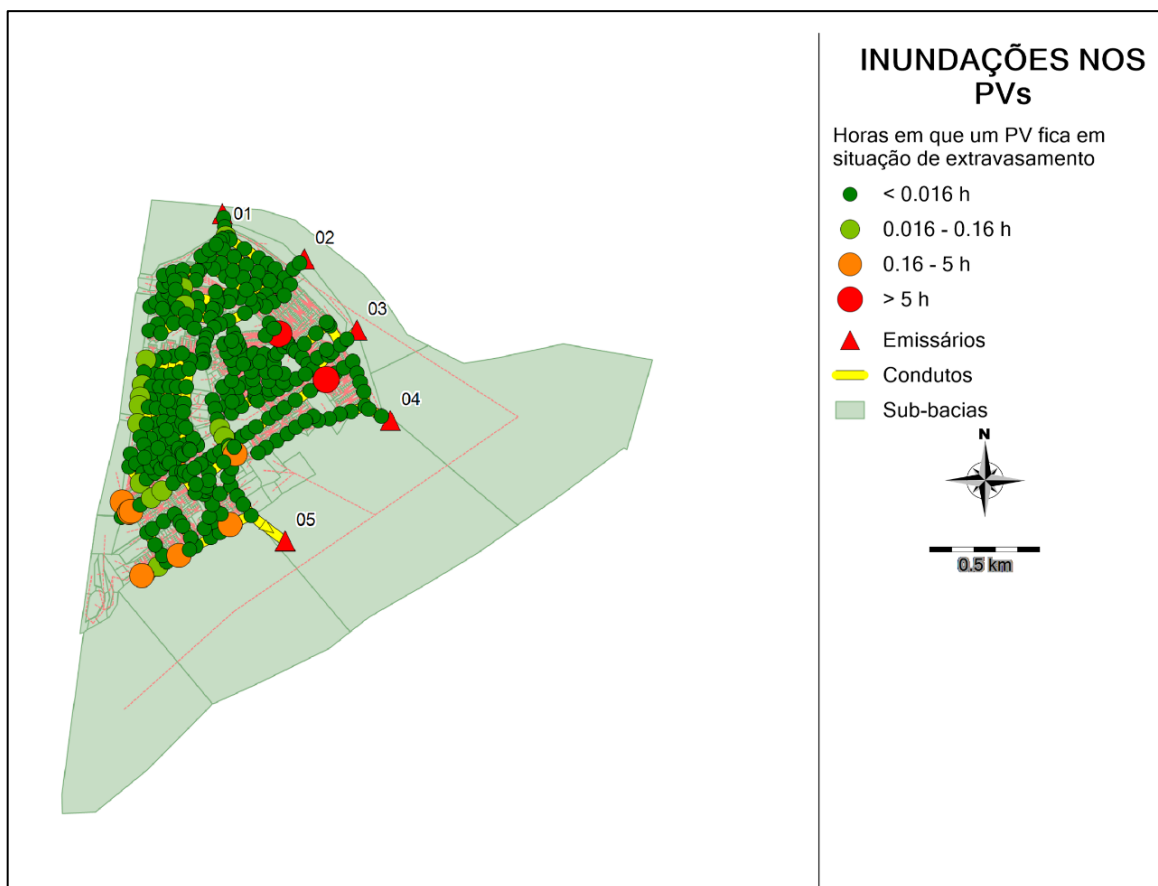 INUNDAÇÕES NOS
PVs
Horas em que um PV fica em
situação de extravasamento
< 0.016 h
0.016 - 0.16 h
0.16 - 5 h
> 5 h
Emissários
Condutos
Sub-bacias
N
0.5 km
01
02
03
04
05